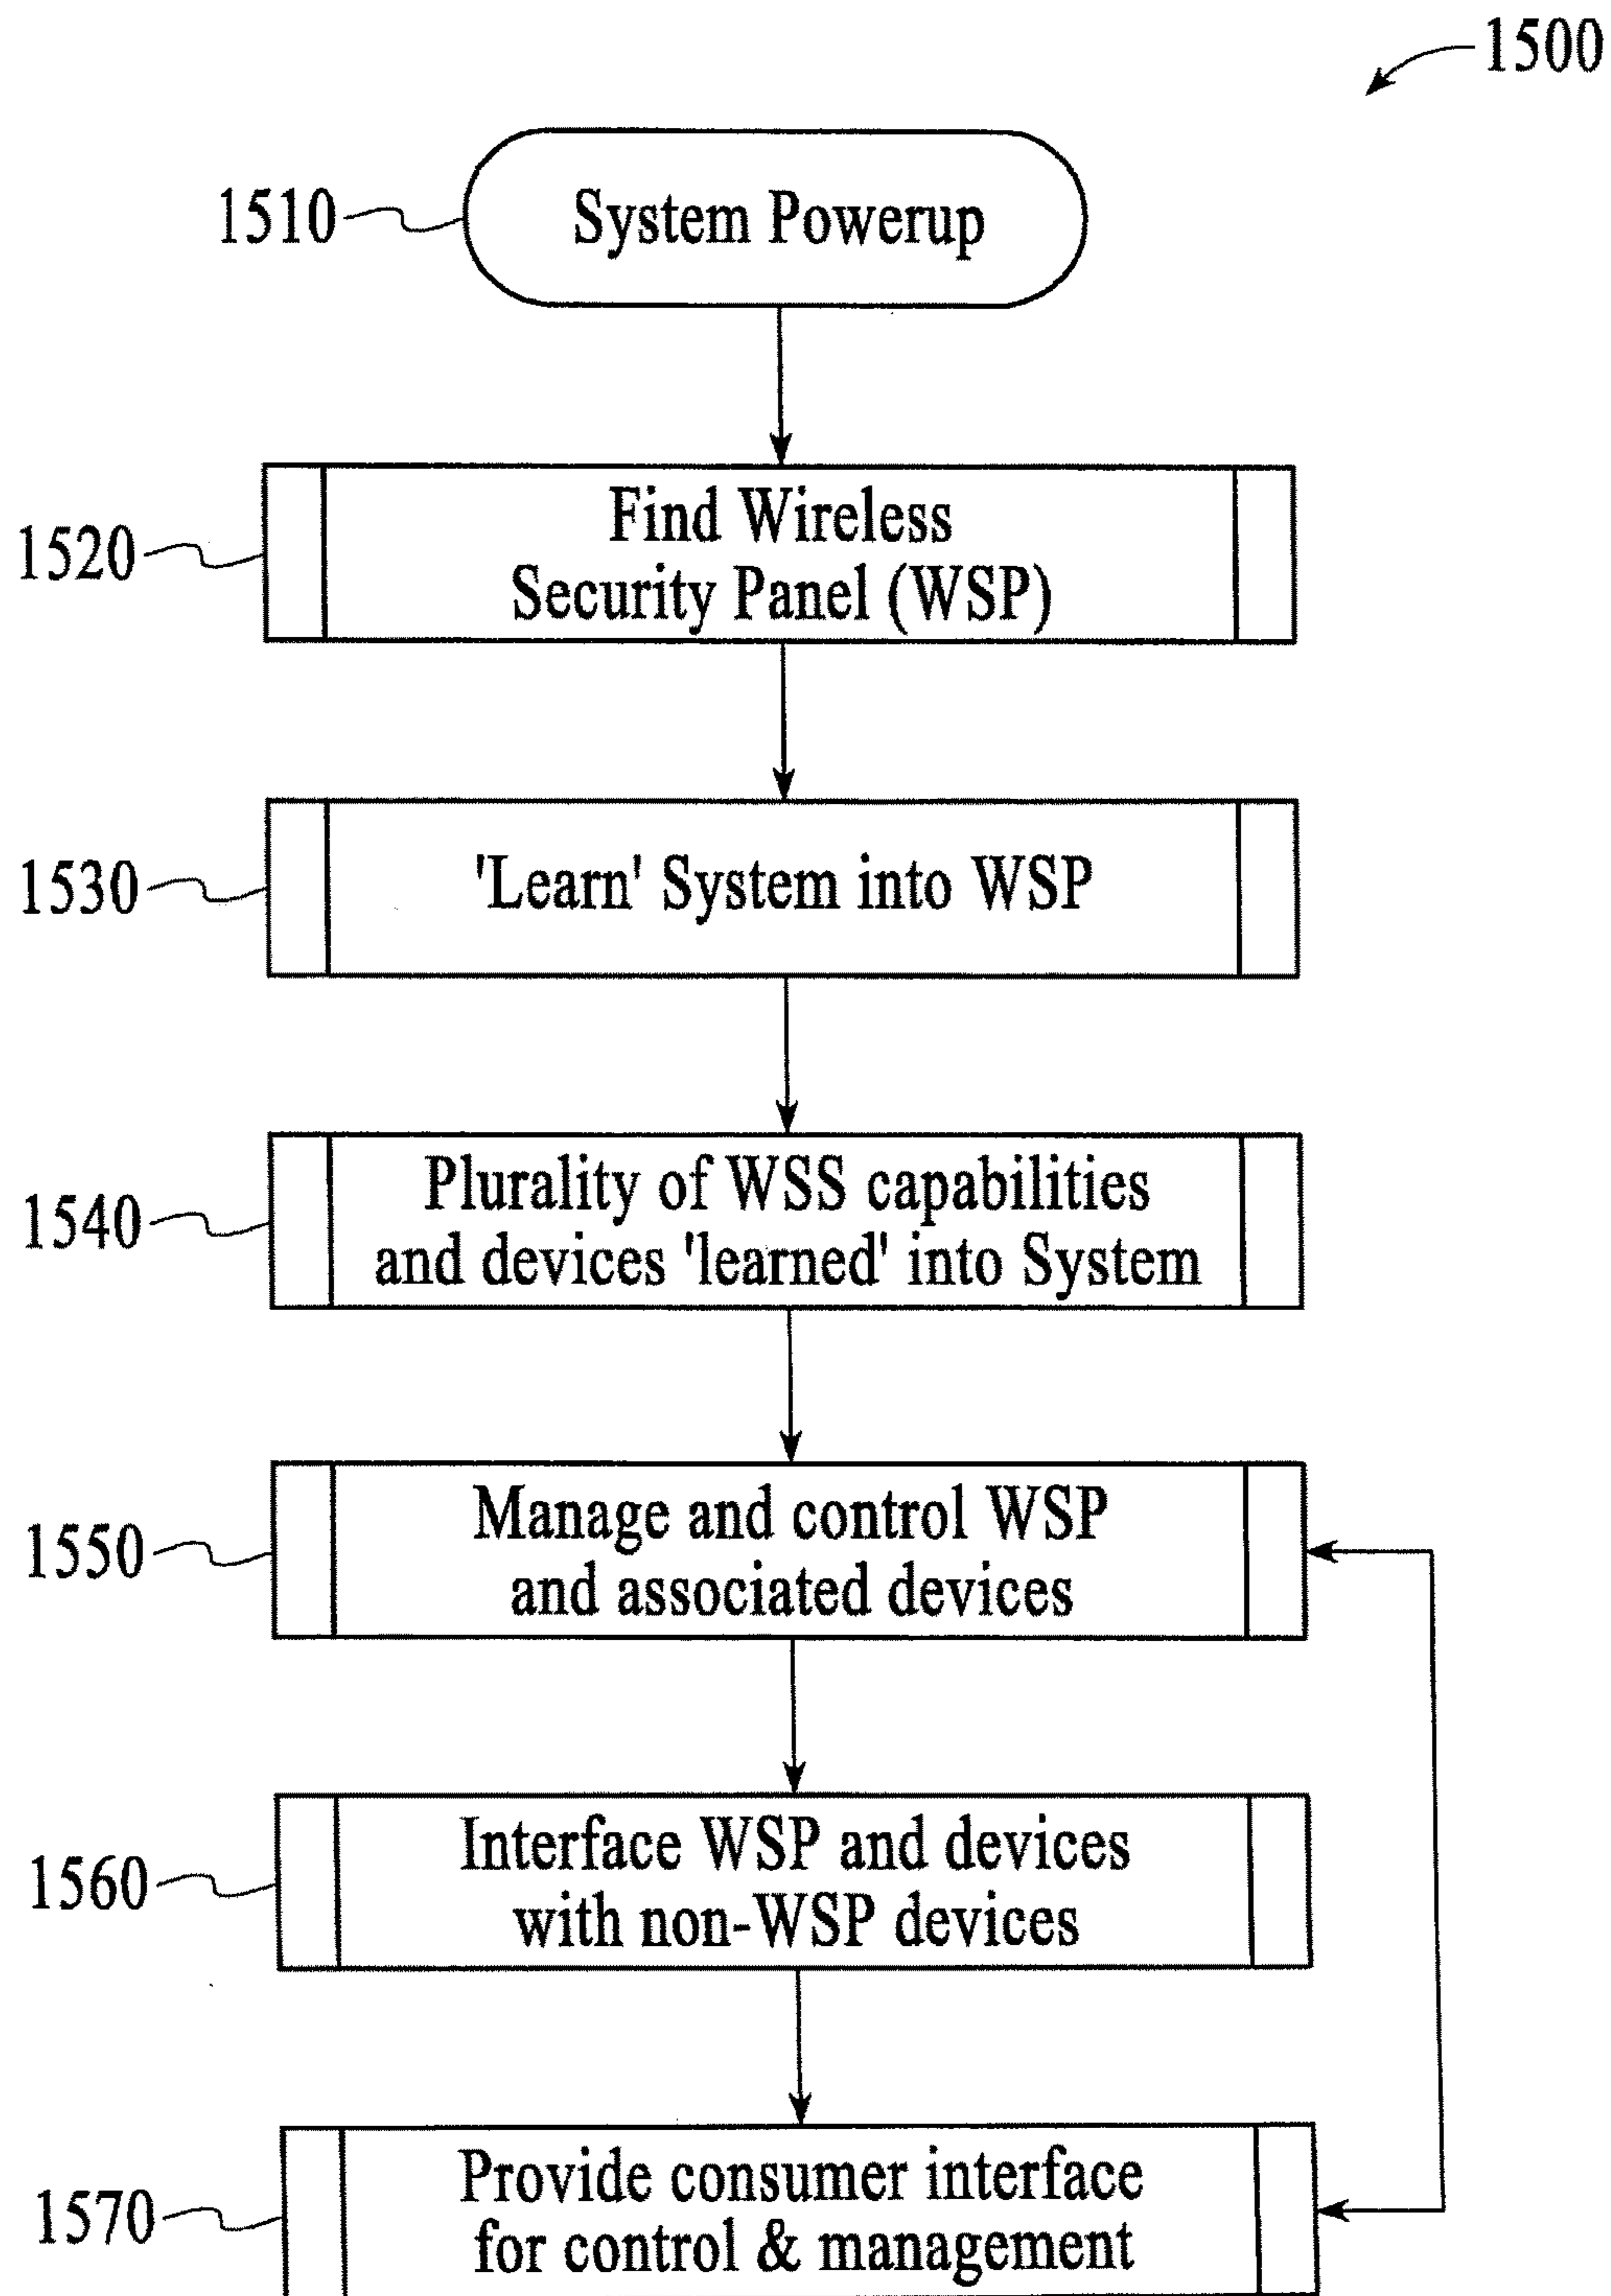 1500
1510
System Powerup
1520
Find Wireless
Security Panel (WSP)
1530
'Learn' System into WSP
1540
Plurality of WSS capabilities
and devices 'learned' into System
1550
Manage and control WSP
and associated devices
1560
Interface WSP and devices
with non-WSP devices
1570
Provide consumer interface
for control & management